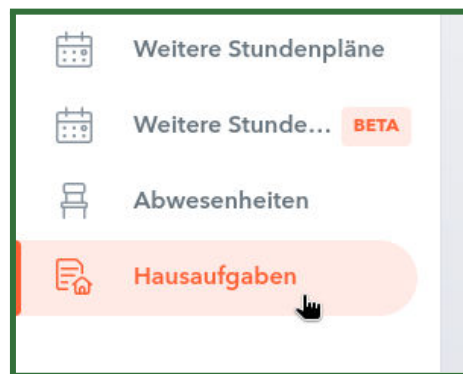 Weitere Stundenpläne
Weitere Stunde... BETA
Abwesenheiten
Hausaufgaben